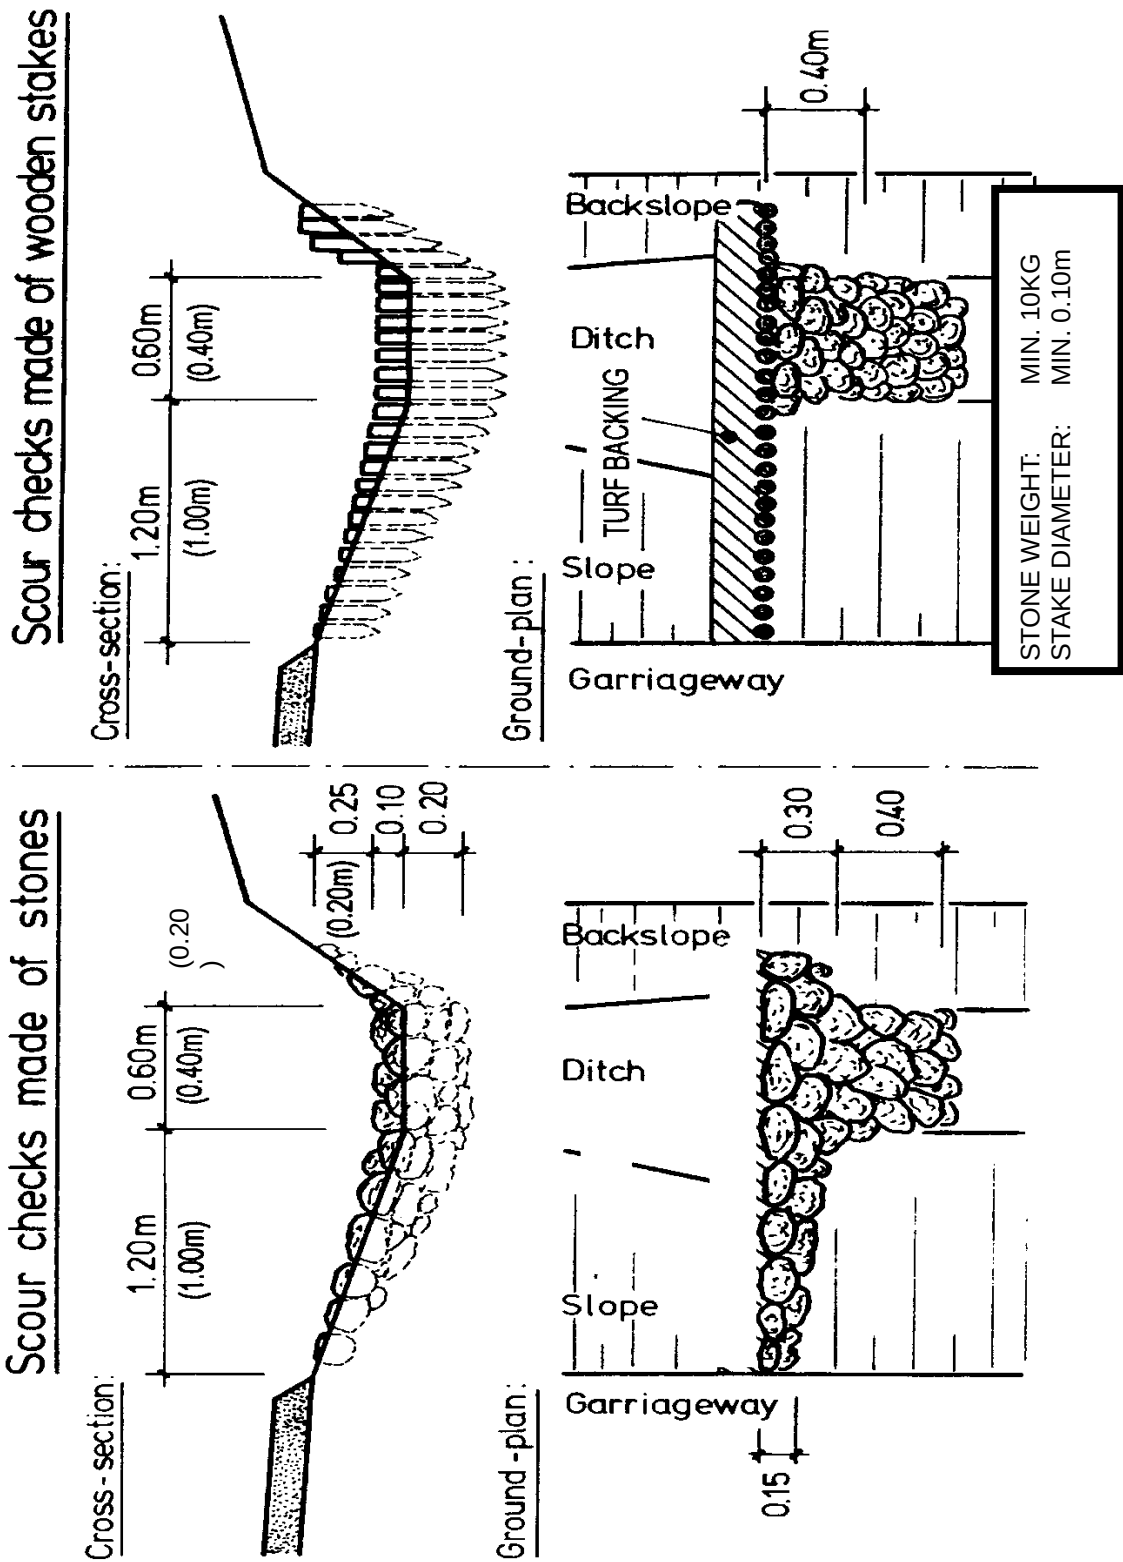 Scour checks made of stones
Cross-section:
1.20m
(1.00m)
0.60m
(0.40m)
(0.20
)
(0.20m)
0.25
0.10
0.20
Ground-plan:
Garriageway
Slope
Ditch
Backslope
0.15
0.30
0.40
Scour checks made of wooden stakes
Cross-section:
1.20m
(1.00m)
0.60m
(0.40m)
Ground-plan:
Garriageway
Slope
TURF BACKING
Ditch
Backslope
0.40m
STONE WEIGHT: MIN. 10KG
STAKE DIAMETER: MIN. 0.10m